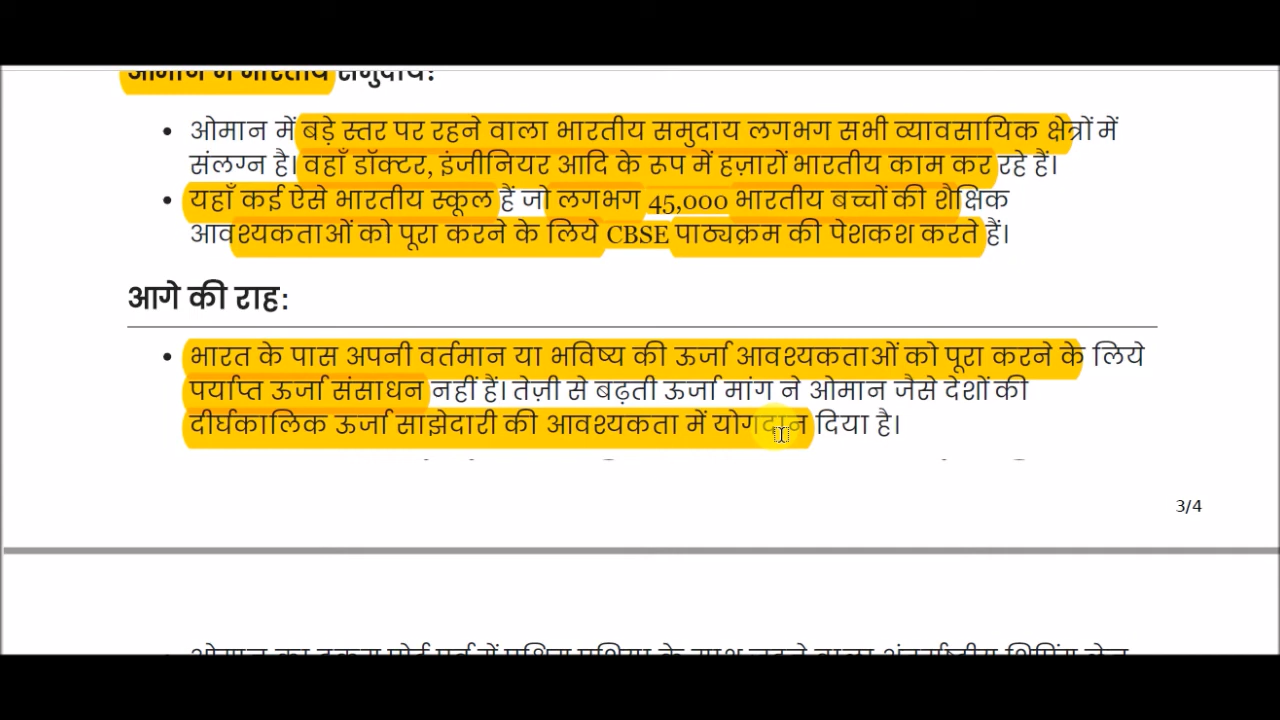 ओमान में भारतीय समुदाय:
ओमान में बड़े स्तर पर रहने वाला भारतीय समुदाय लगभग सभी व्यावसायिक क्षेत्रों में
संलग्न है। वहाँ डॉक्टर, इंजीनियर आदि के रूप में हज़ारों भारतीय काम कर रहे हैं।
यहाँ कई ऐसे भारतीय स्कूल हैं जो लगभग 45,000 भारतीय बच्चों की शैक्षिक
आवश्यकताओं को पूरा करने के लिये CBSE पाठ्यक्रम की पेशकश करते हैं।
आगे की राह:
भारत के पास अपनी वर्तमान या भविष्य की ऊर्जा आवश्यकताओं को पूरा करने के लिये
पर्याप्त ऊर्जा संसाधन नहीं हैं। तेज़ी से बढ़ती ऊर्जा मांग ने ओमान जैसे देशों की
दीर्घकालिक ऊर्जा साझेदारी की आवश्यकता में योगदान दिया है।
3/4